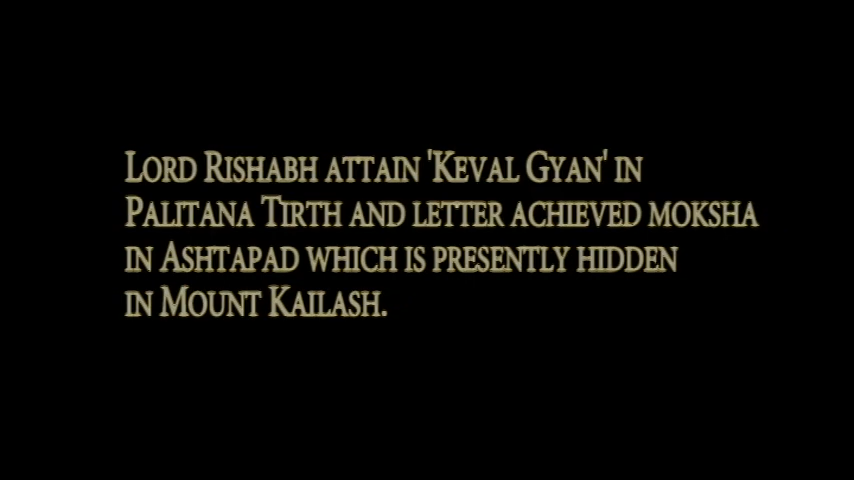 Lord Rishabh attain 'Keval Gyan' in
Palitana Tirth and letter achieved moksha
in Ashtapad which is presently hidden
in Mount Kailash.